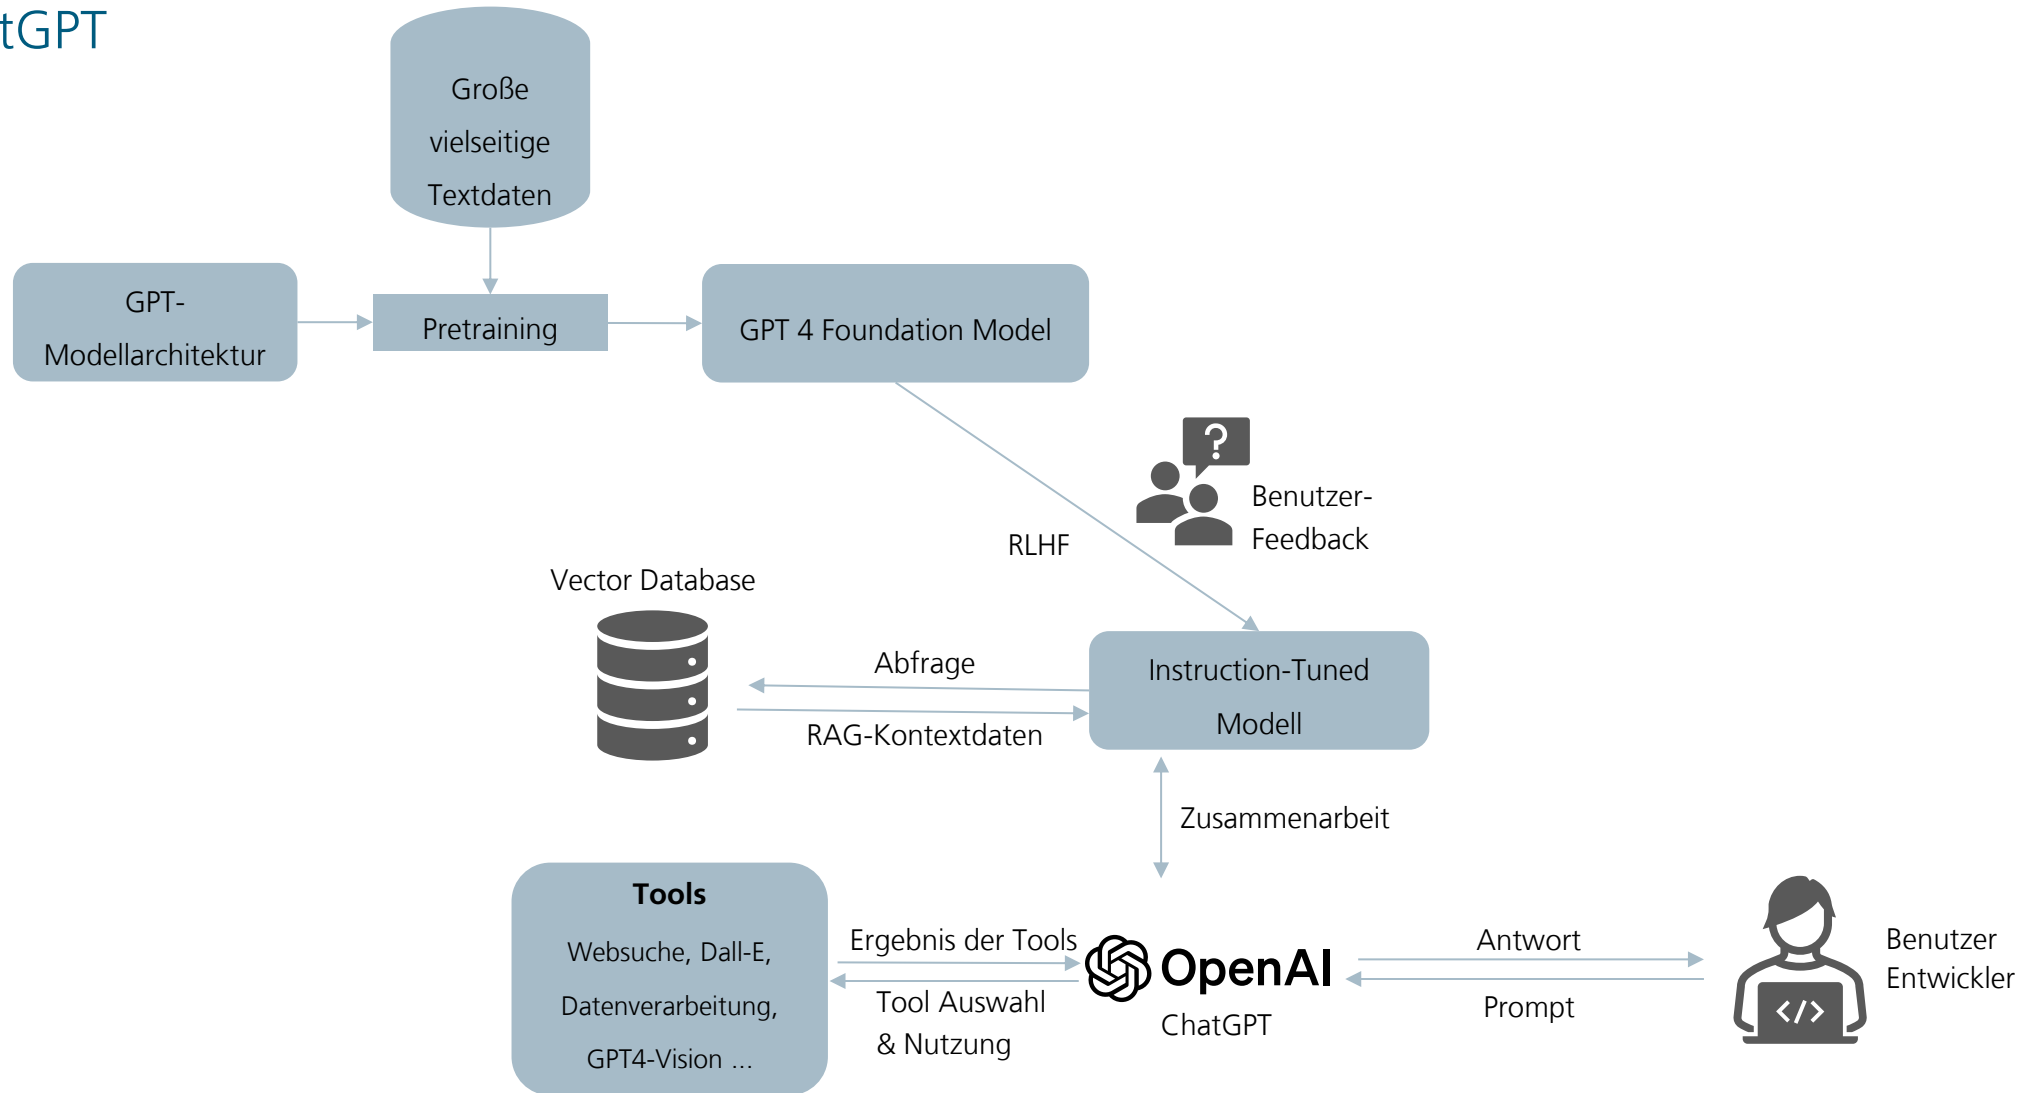 tGPT
Große
vielseitige
Textdaten
GPT-
Modellarchitektur
Pretraining
GPT 4 Foundation Model
?
Benutzer-
Feedback
RLHF
Vector Database
Abfrage
RAG-Kontextdaten
Instruction-Tuned
Modell
Zusammenarbeit
Tools
Websuche, Dall-E,
Datenverarbeitung,
GPT4-Vision ...
Ergebnis der Tools
Tool Auswahl
& Nutzung
OpenAI
ChatGPT
Antwort
Prompt
</>
Benutzer
Entwickler